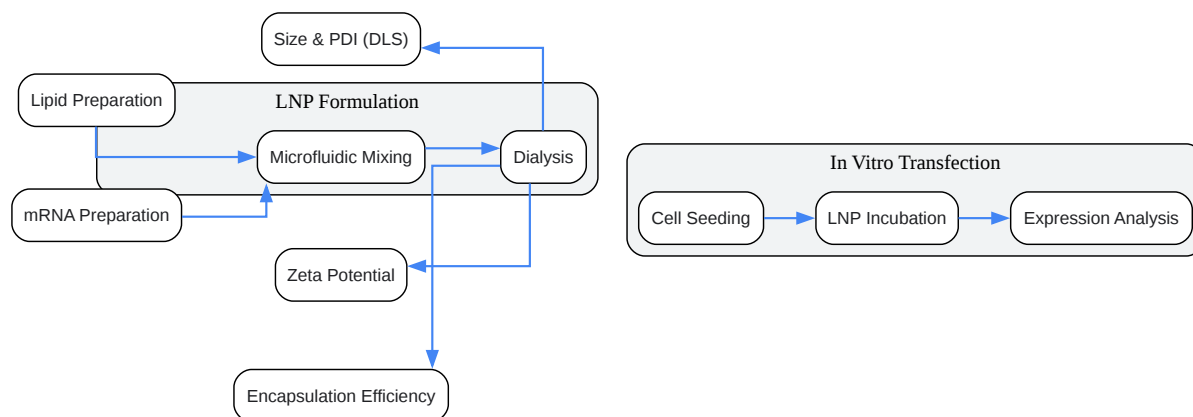 Size & PDI (DLS)
Lipid Preparation
LNP Formulation
Microfluidic Mixing
Dialysis
mRNA Preparation
Zeta Potential
Encapsulation Efficiency
In Vitro Transfection
Cell Seeding
LNP Incubation
Expression Analysis